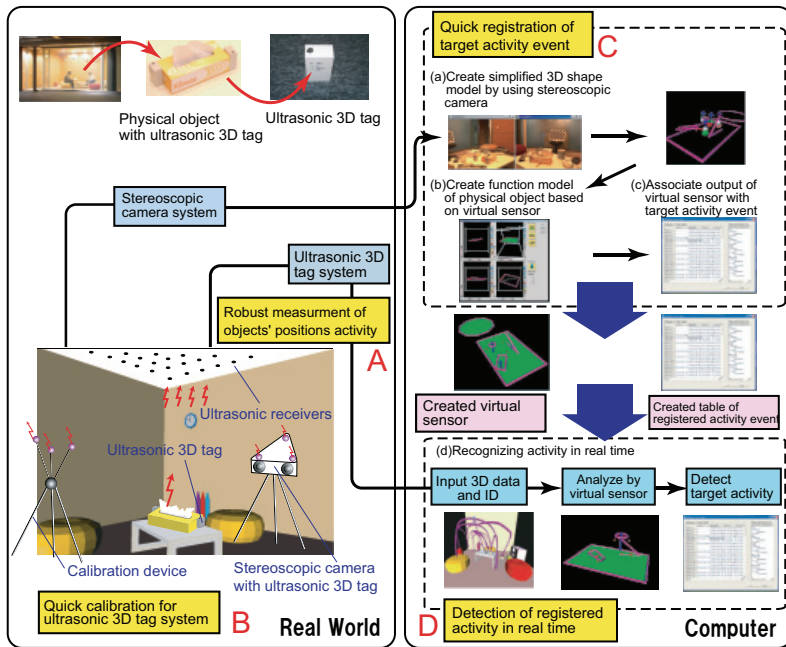 Physical object
with ultrasonic 3D tag
Ultrasonic 3D tag
Stereoscopic
camera system
Ultrasonic 3D
tag system
Robust measurment of
objects' positions activity
A
Ultrasonic receivers
Ultrasonic 3D tag
Calibration device
Stereoscopic camera
with ultrasonic 3D tag
Quick calibration for
ultrasonic 3D tag system
B
Real World
Quick registration of
target activity event
C
(a)Create simplified 3D shape
model by using stereoscopic
camera
(b)Create function model
of physical object based
on virtual sensor
(c)Associate output of
virtual sensor with
target activity event
Created virtual
sensor
Created table of
registered activity event
(d)Recognizing activity in real time
Input 3D data
and ID
Analyze by
virtual sensor
Detect
target activity
D
Detection of registered
activity in real time
Computer